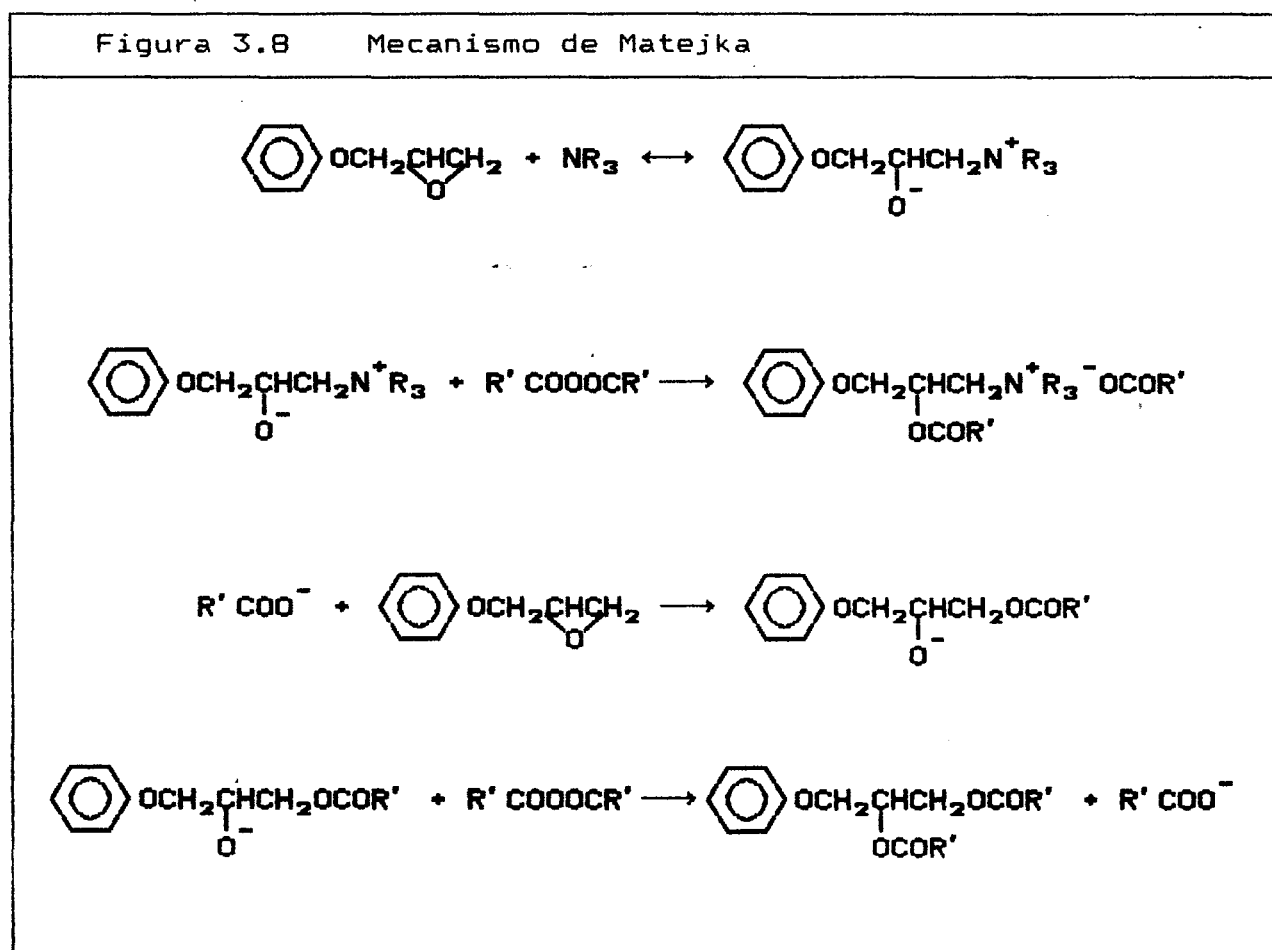 Figura 3.8 Mecanismo de Matejka
OCH₂CHCH₂ + NR₃ ⟷ OCH₂CHCH₂N⁺R₃
O O⁻
OCH₂CHCH₂N⁺R₃ + R' COOOCR' ⟶ OCH₂CHCH₂N⁺R₃ ⁻OCOR'
O⁻ OCOR'
R' COO⁻ + OCH₂CHCH₂ ⟶ OCH₂CHCH₂OCOR'
O O⁻
OCH₂CHCH₂OCOR' + R' COOOCR' ⟶ OCH₂CHCH₂OCOR' + R' COO⁻
O⁻ OCOR'